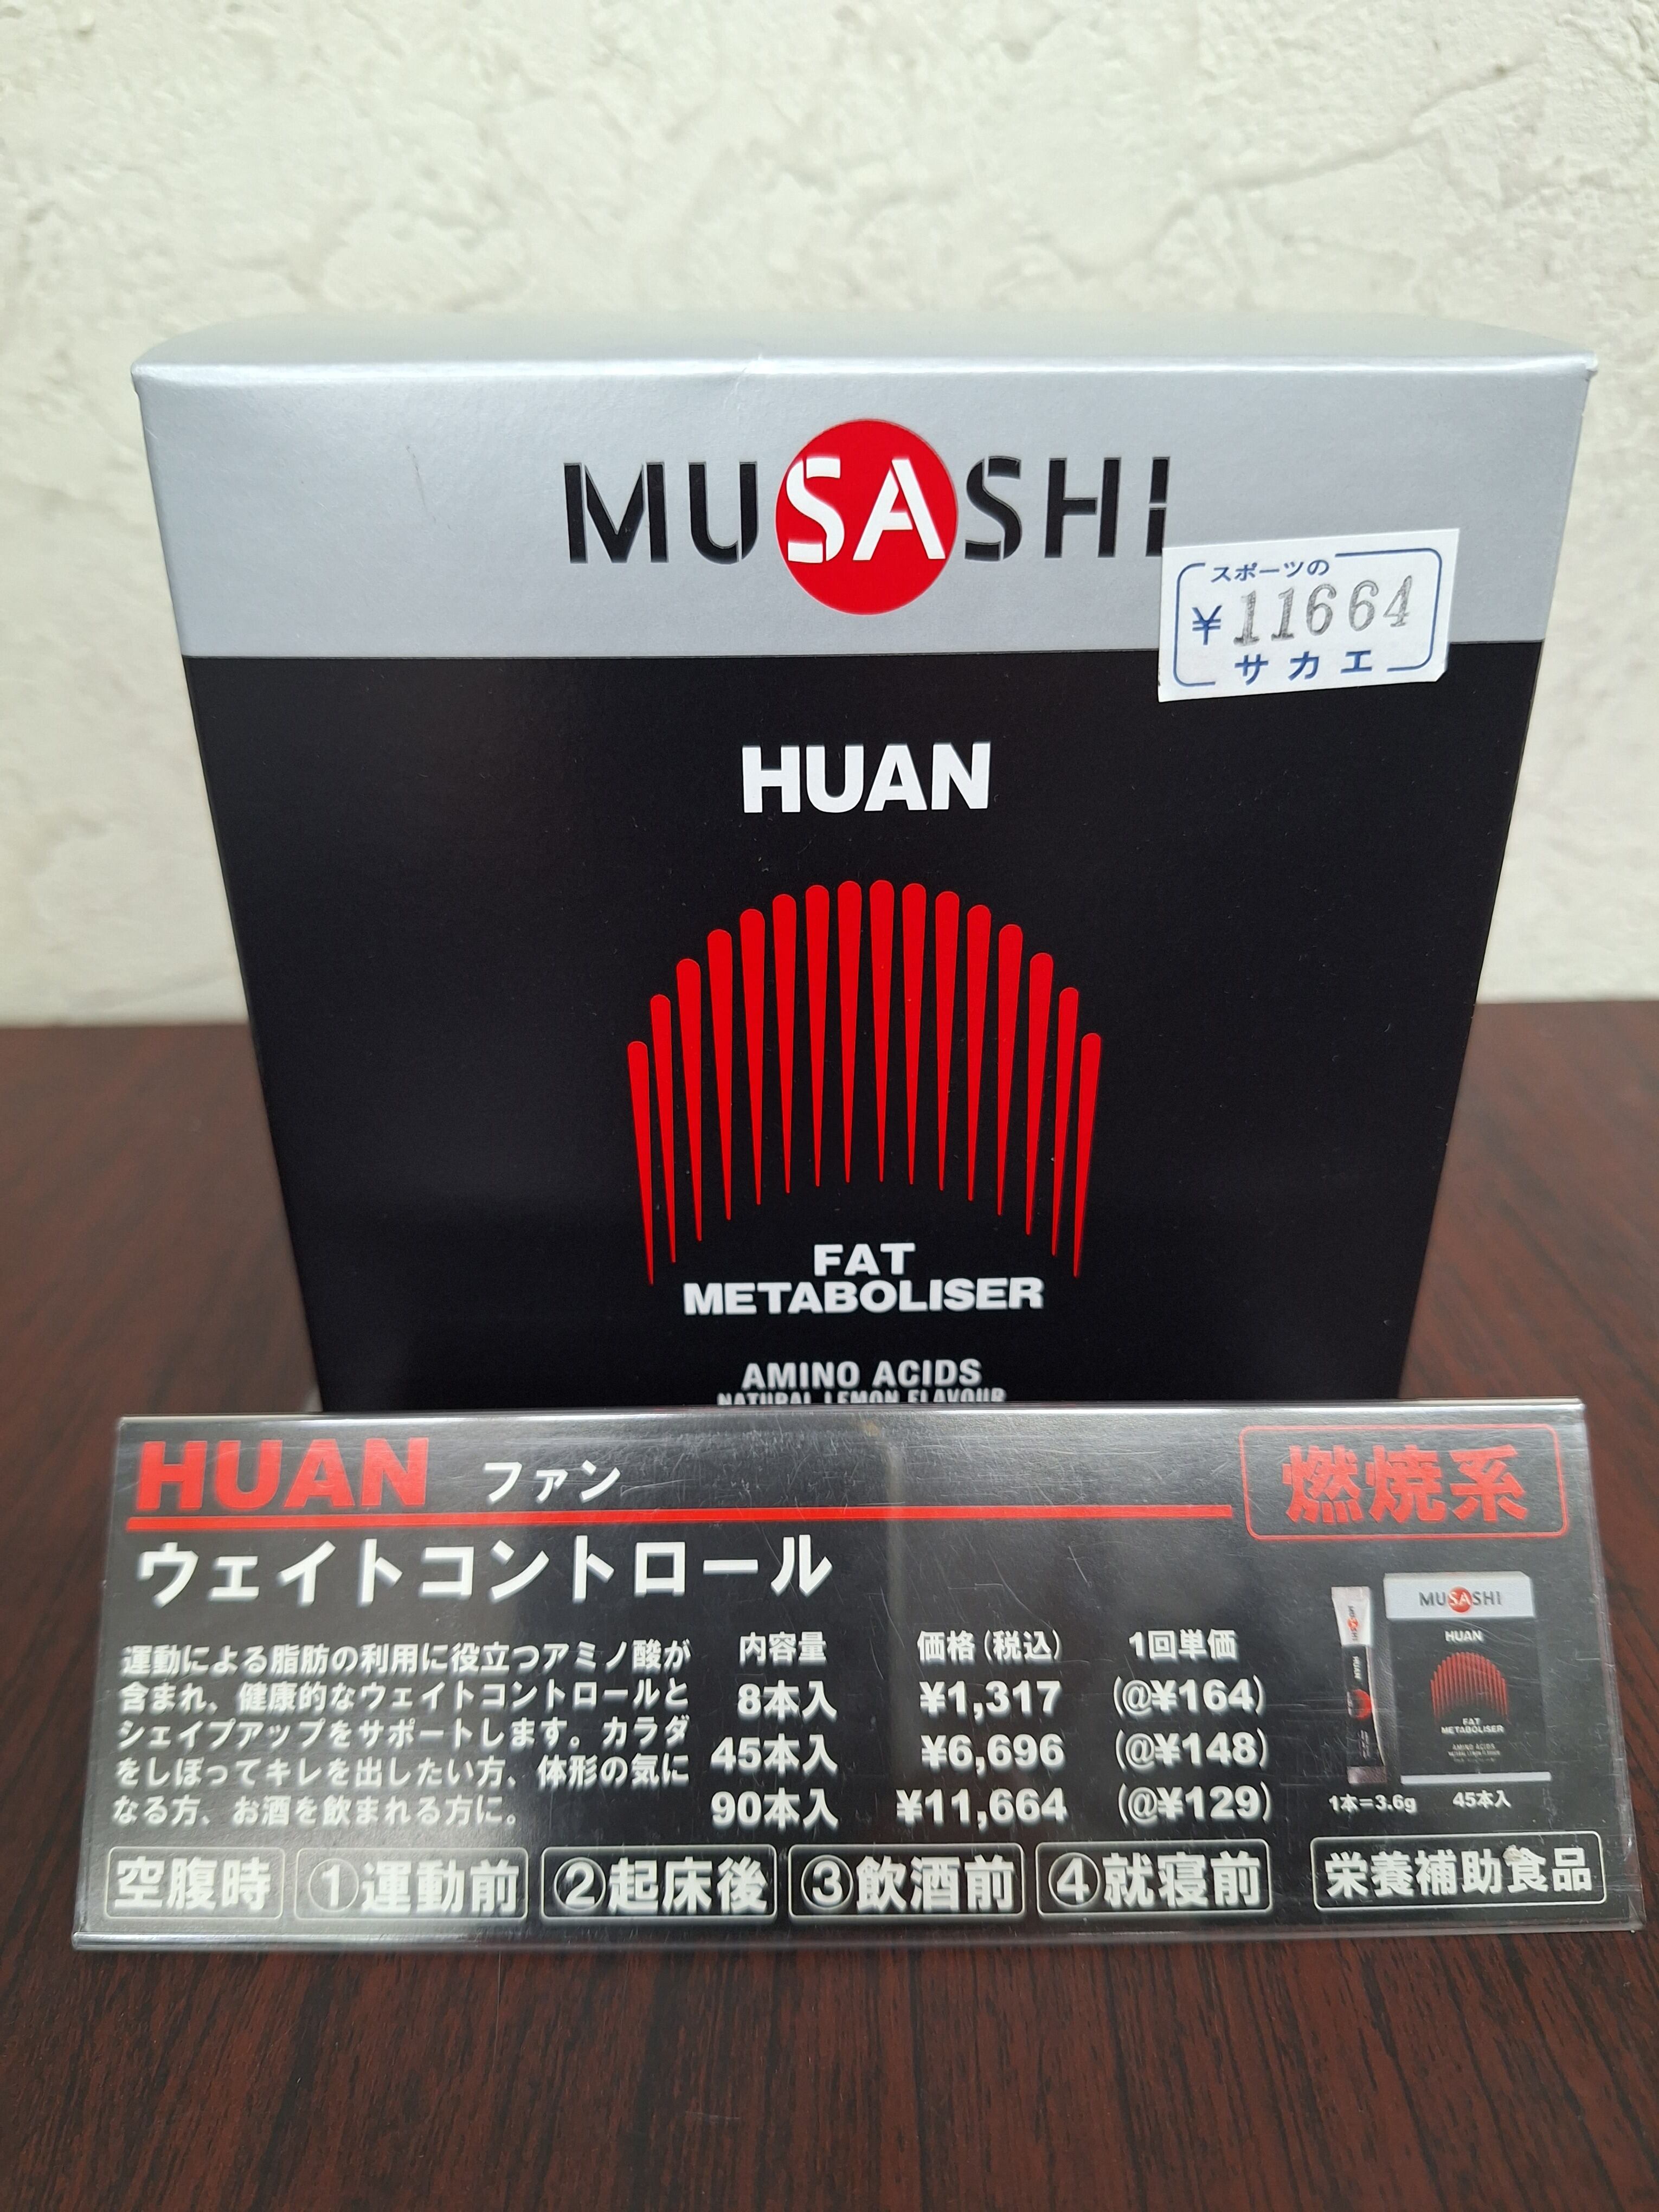 MUSASHI
スポーツの
¥11664
サカエ
HUAN
FAT
METABOLISER
AMINO ACIDS
NATURAL LEMON FLAVOUR
HUAN ファン
燃焼系
ウェイトコントロール
運動による脂肪の利用に役立つアミノ酸が
含まれ、健康的なウェイトコントロールと
シェイプアップをサポートします。カラダ
をしぼってキレを出したい方、体形の気に
なる方、お酒を飲まれる方に。
内容量 価格(税込) 1回単価
8本入 ¥1,317 (@¥164)
45本入 ¥6,696 (@¥148)
90本入 ¥11,664 (@¥129)
MUSASHI
HUAN
FAT
METABOLISER
AMINO ACIDS
HUAN
1本=3.6g 45本入
空腹時 ①運動前 ②起床後 ③飲酒前 ④就寝前 栄養補助食品